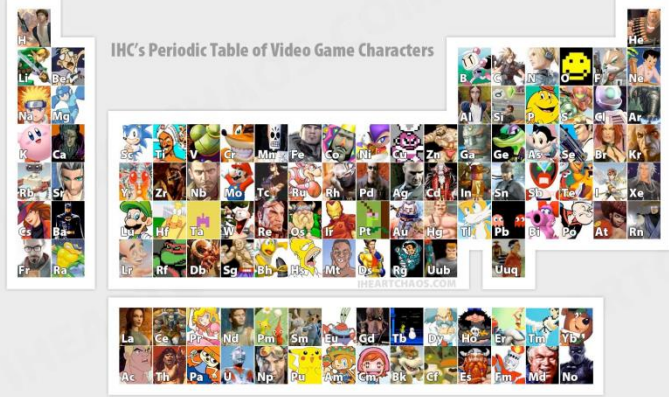 H He
IHC's Periodic Table of Video Game Characters
Li Be B C N O F Ne
Na Mg Al Si P S Cl Ar
K Ca Sc Ti V Cr Mn Fe Co Ni Cu Zn Ga Ge As Se Br Kr
Rb Sr Y Zr Nb Mo Tc Ru Rh Pd Ag Cd In Sn Sb Te I Xe
Cs Ba Lu Hf Ta W Re Os Ir Pt Au Hg Tl Pb Bi Po At Rn
Fr Ra Lr Rf Db Sg Bh Hs Mt Ds Rg Uub Uuq
IHEARTCHAOS.COM
La Ce Pr Nd Pm Sm Eu Gd Tb Dy Ho Er Tm Yb
Ac Th Pa U Np Pu Am Cm Bk Cf Es Fm Md No